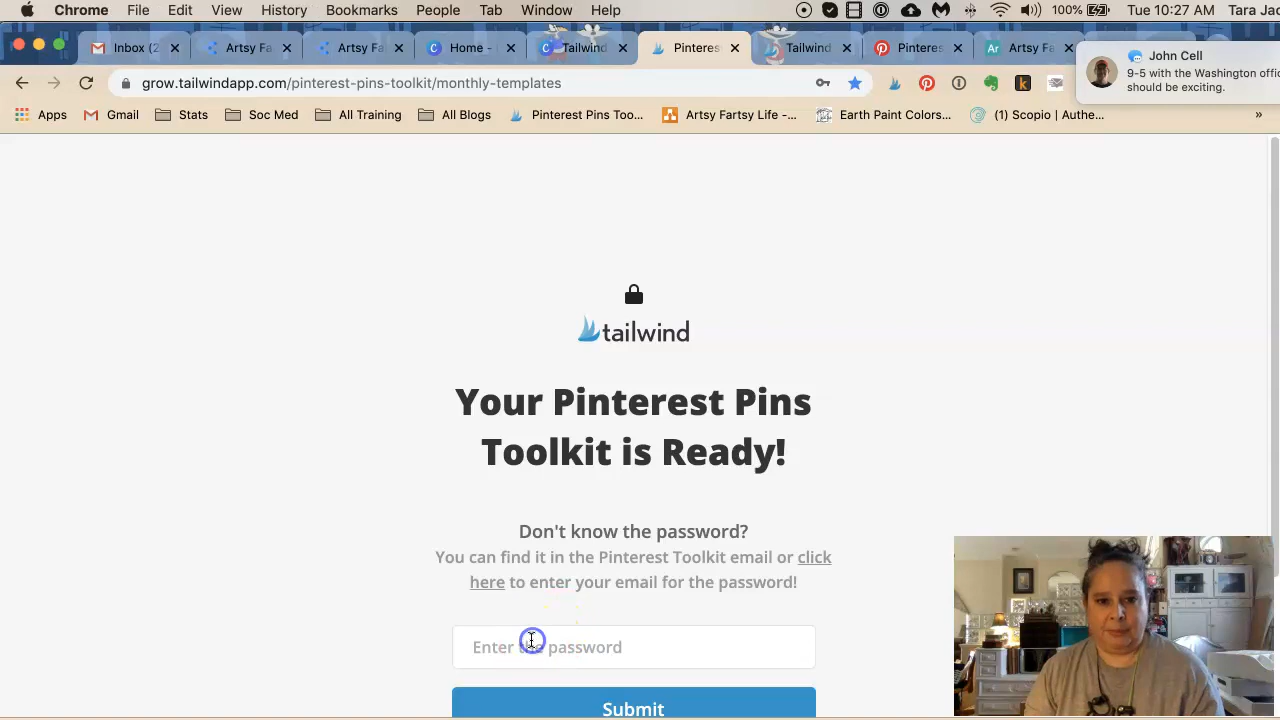 Chrome File Edit View History Bookmarks People Tab Window Help 100% Tue 10:27 AM Tara Jac
Inbox (2 Artsy Fa Artsy Fa Home - Tailwind Pinteres Tailwind Pinteres Artsy Fa
John Cell
9-5 with the Washington offic
should be exciting.
grow.tailwindapp.com/pinterest-pins-toolkit/monthly-templates
Apps Gmail Stats Soc Med All Training All Blogs Pinterest Pins Too... Artsy Fartsy Life -... Earth Paint Colors... (1) Scopio | Authe... »
tailwind
Your Pinterest Pins
Toolkit is Ready!
Don't know the password?
You can find it in the Pinterest Toolkit email or click
here to enter your email for the password!
Enter the password
Submit